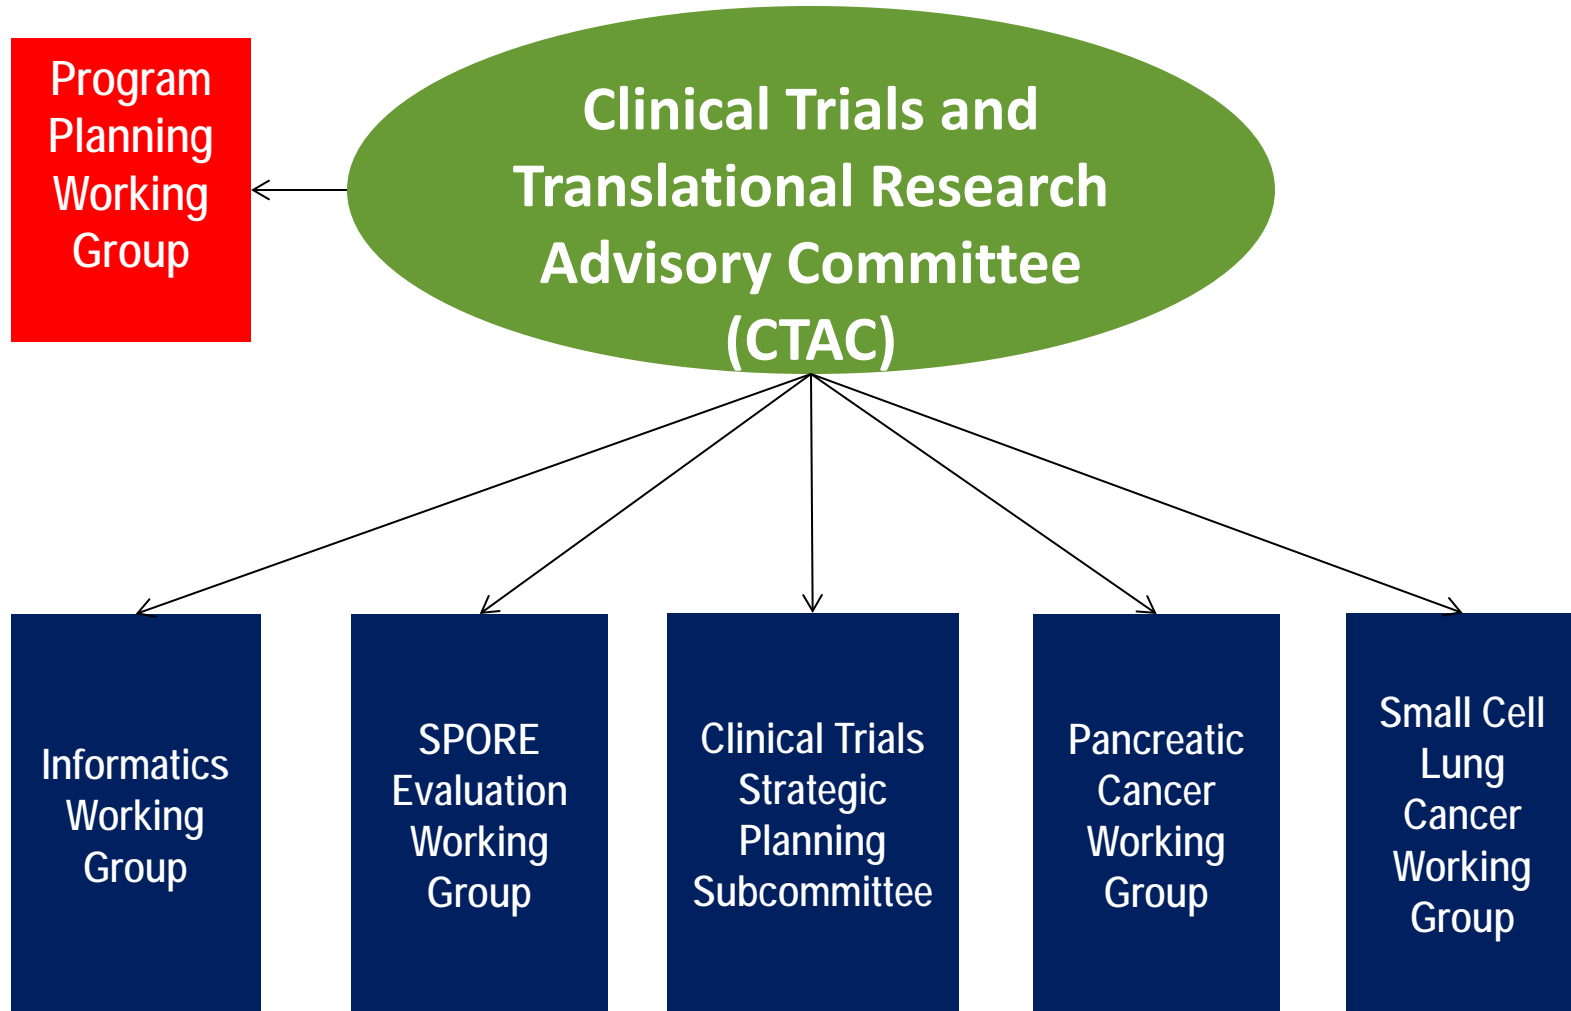 Program
Planning
Working
Group
Clinical Trials and
Translational Research
Advisory Committee
(CTAC)
Informatics
Working
Group
SPORE
Evaluation
Working
Group
Clinical Trials
Strategic
Planning
Subcommittee
Pancreatic
Cancer
Working
Group
Small Cell
Lung
Cancer
Working
Group